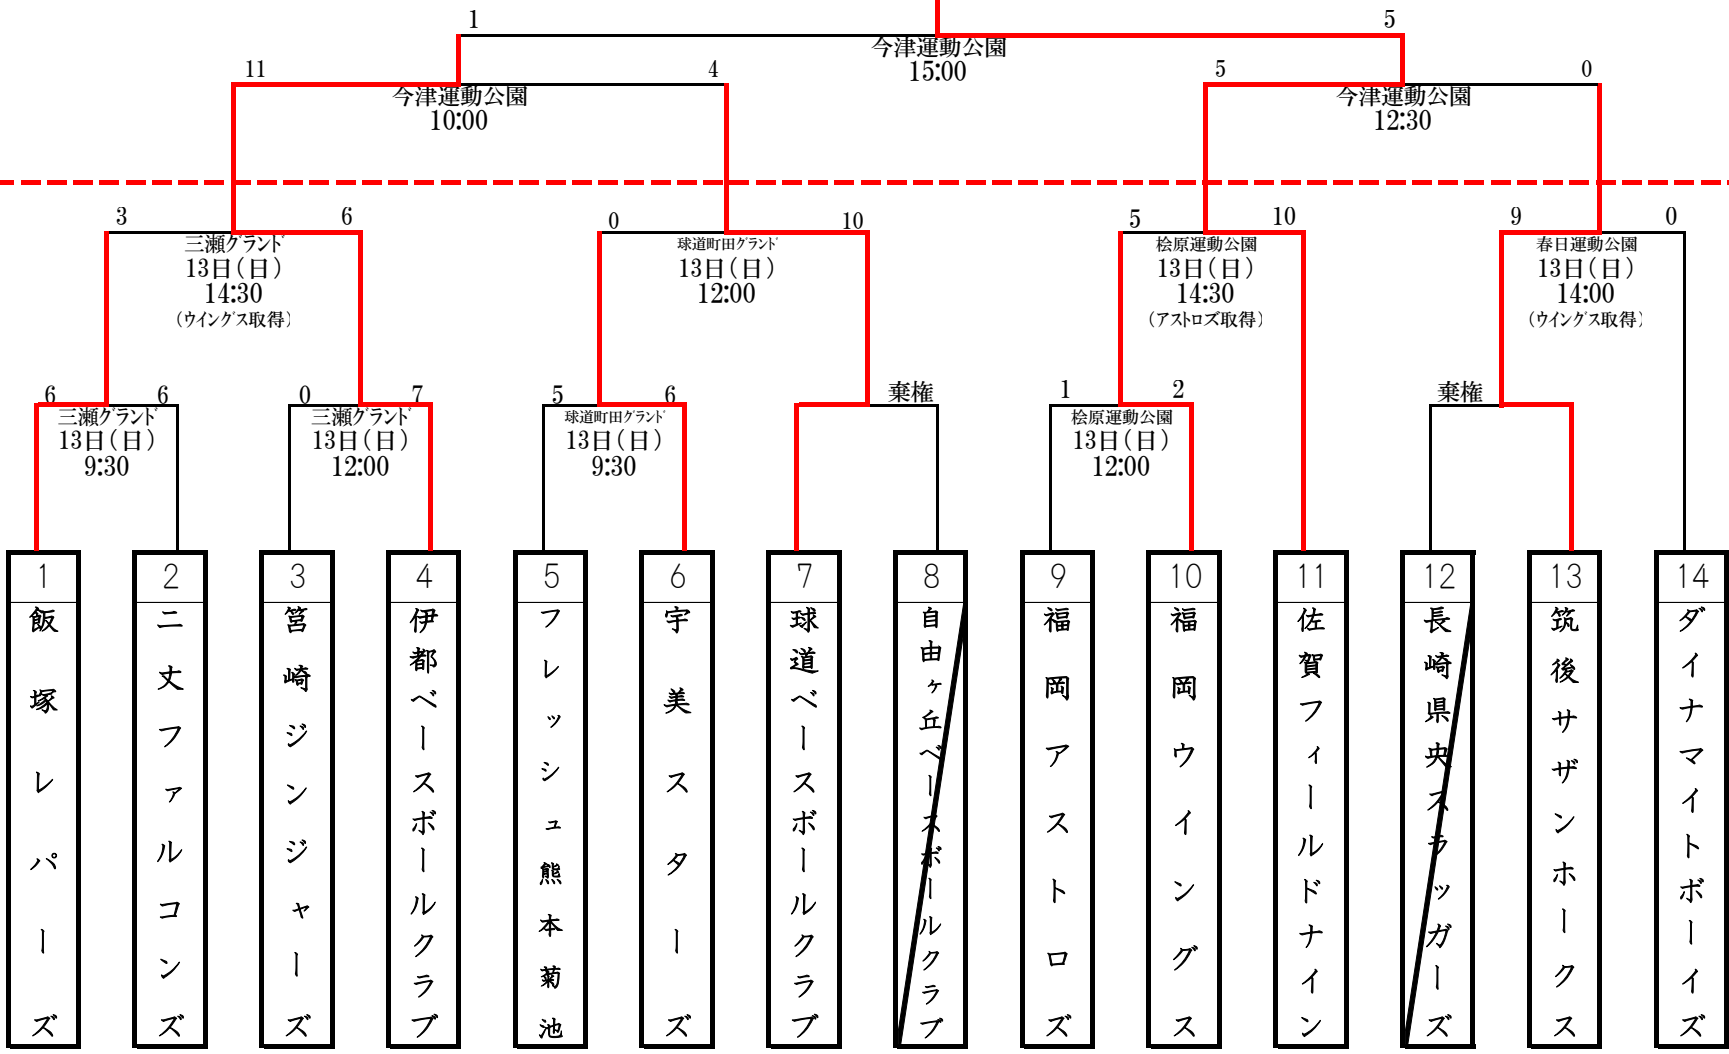 1
5
今津運動公園
15:00
11
4
5
0
今津運動公園
10:00
今津運動公園
12:30
3
6
0
10
5
10
9
0
三瀬グランド
13日(日)
14:30
(ウイングス取得)
球道町田グランド
13日(日)
12:00
桧原運動公園
13日(日)
14:30
(アストロズ取得)
春日運動公園
13日(日)
14:00
(ウイングス取得)
6
6
0
7
5
6
棄権
1
2
棄権
三瀬グランド
13日(日)
9:30
三瀬グランド
13日(日)
12:00
球道町田グランド
13日(日)
9:30
桧原運動公園
13日(日)
12:00
1
飯塚レパーズ
2
二丈ファルコンズ
3
筥崎ジンジャーズ
4
伊都ベースボールクラブ
5
フレッシュ熊本菊池
6
宇美スターズ
7
球道ベースボールクラブ
8
自由ヶ丘ベースボールクラブ
9
福岡アストロズ
10
福岡ウイングス
11
佐賀フィールドナイン
12
長崎県央スラッガーズ
13
筑後サザンホークス
14
ダイナマイトボーイズ